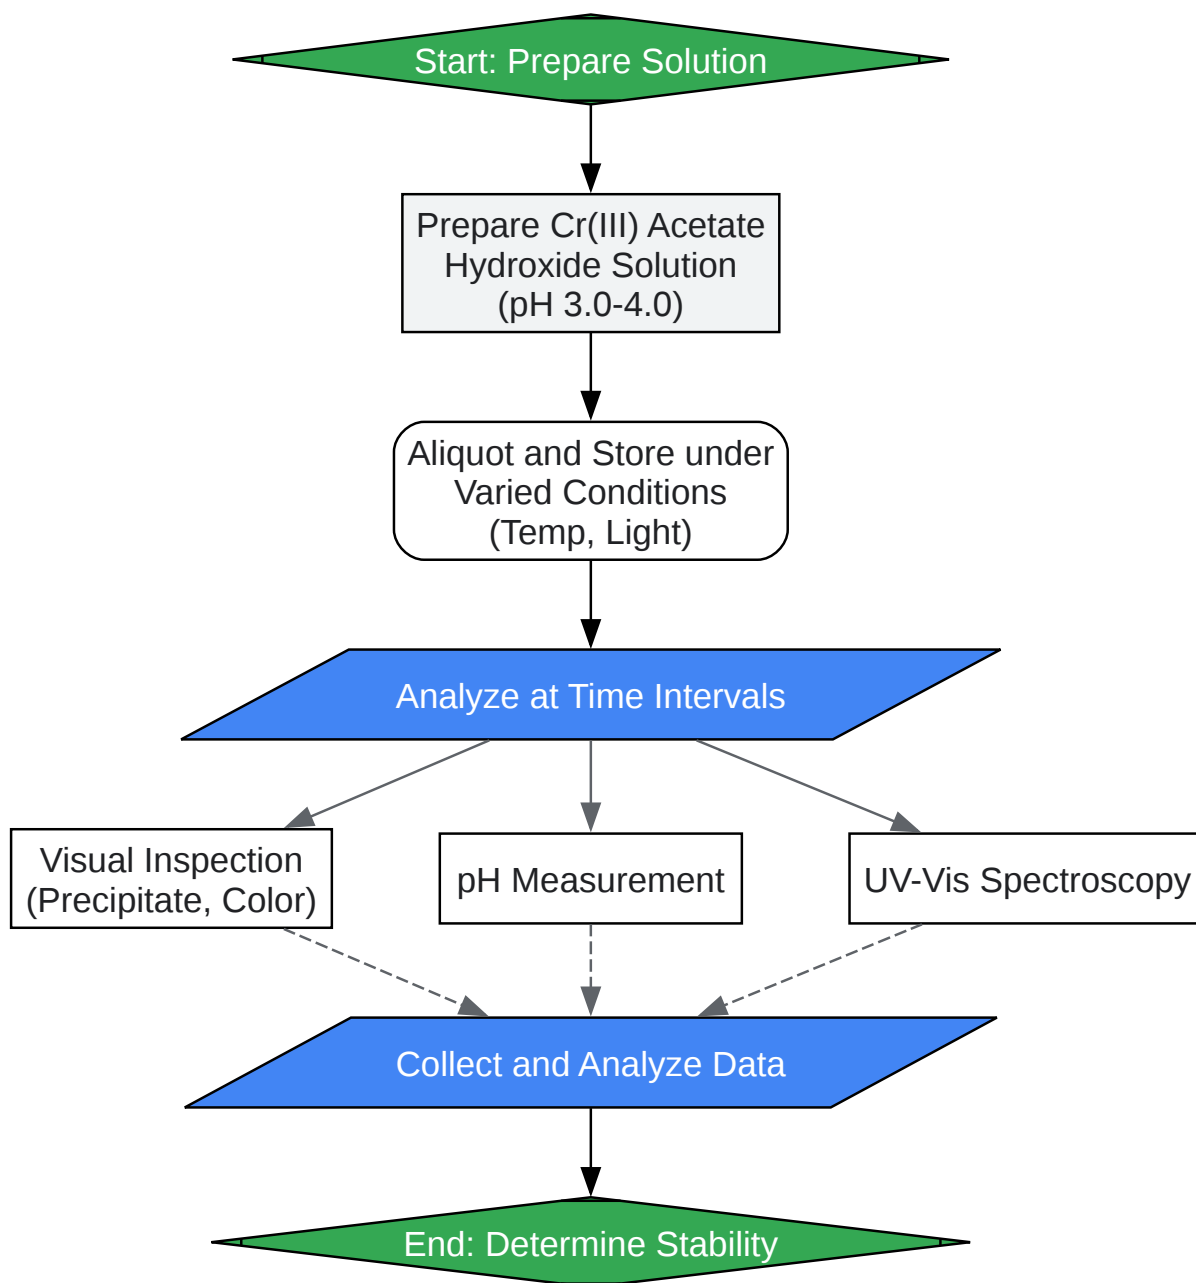 Start: Prepare Solution
Prepare Cr(III) Acetate
Hydroxide Solution
(pH 3.0-4.0)
Aliquot and Store under
Varied Conditions
(Temp, Light)
Analyze at Time Intervals
Visual Inspection
(Precipitate, Color)
pH Measurement
UV-Vis Spectroscopy
Collect and Analyze Data
End: Determine Stability